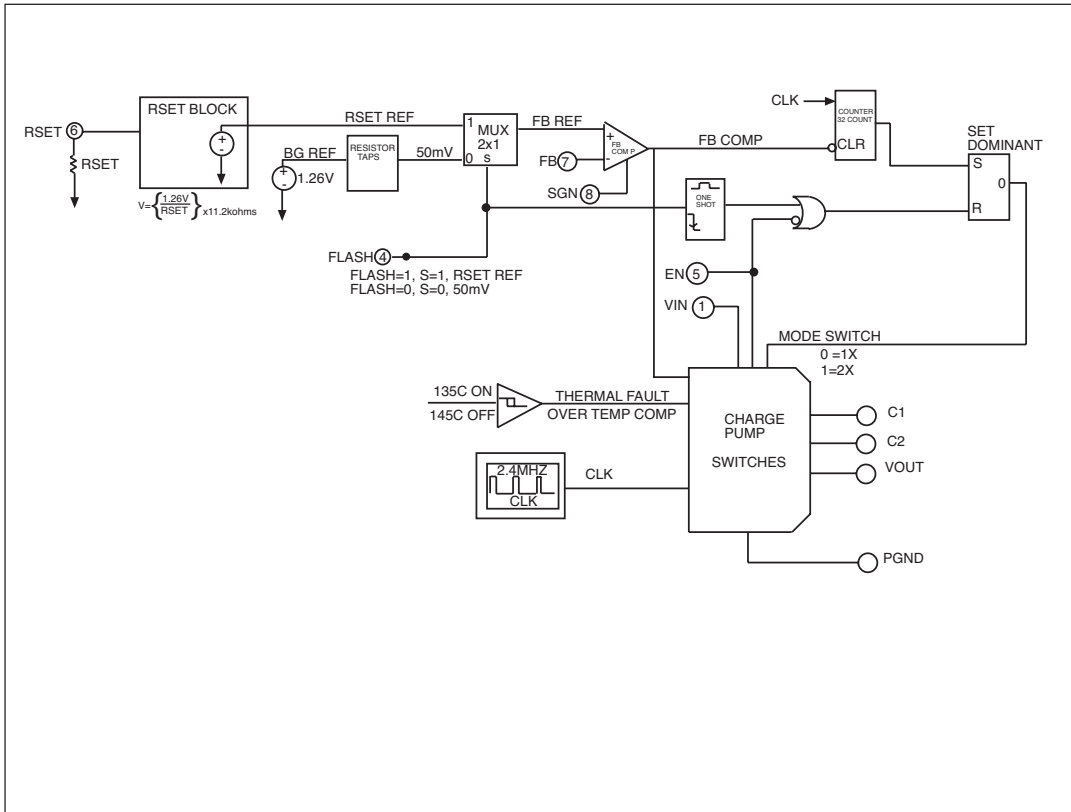 RSET BLOCK
RSET 6
RSET
+
-
V={1.26V/RSET}x11.2kohms
RSET REF
BG REF
+
-
1.26V
RESISTOR
TAPS
50mV
1
MUX
2x1
0 s
FB REF
+
FB
COM P
-
FB 7
SGN 8
FB COMP
CLK
COUNTER
32 COUNT
CLR
SET
DOMINANT
S
0
R
ONE
SHOT
FLASH 4
FLASH=1, S=1, RSET REF
FLASH=0, S=0, 50mV
EN 5
VIN 1
MODE SWITCH
0 =1X
1=2X
135C ON
145C OFF
THERMAL FAULT
OVER TEMP COMP
CHARGE
PUMP
SWITCHES
C1
C2
VOUT
2.4MHZ
CLK
CLK
PGND